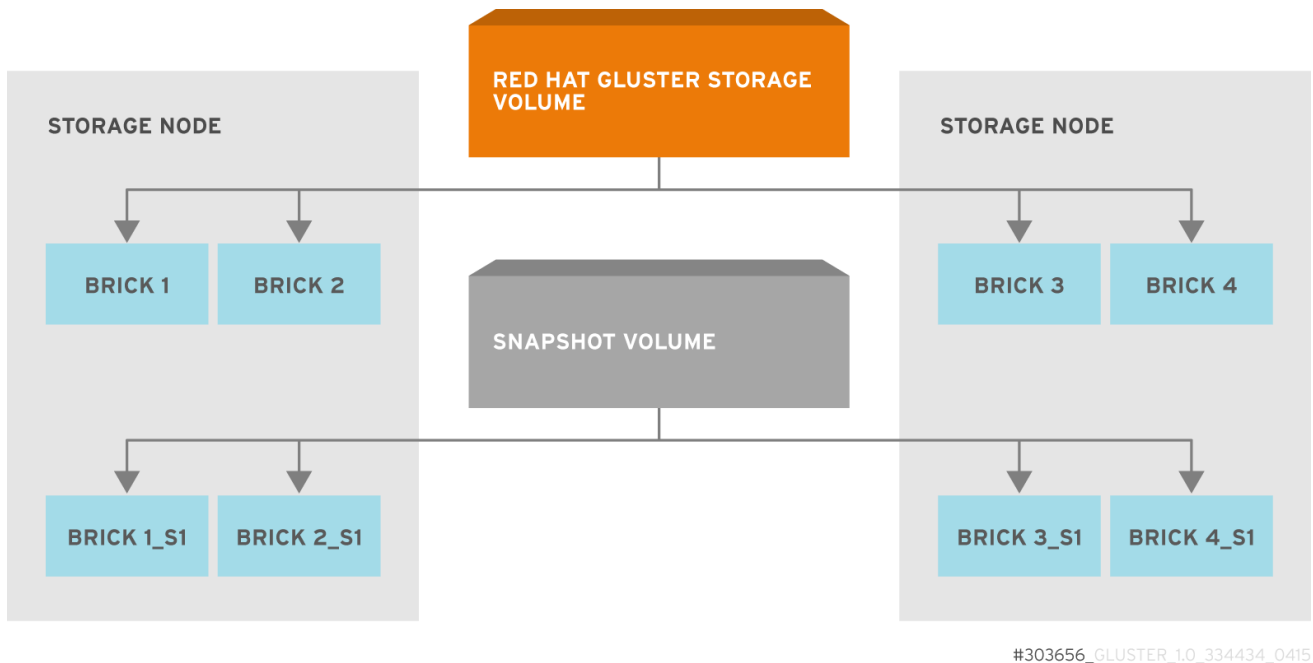 RED HAT GLUSTER STORAGE
VOLUME
STORAGE NODE
STORAGE NODE
BRICK 1
BRICK 2
BRICK 3
BRICK 4
SNAPSHOT VOLUME
BRICK 1_S1
BRICK 2_S1
BRICK 3_S1
BRICK 4_S1
#303656_GLUSTER_1.0_334434_0415